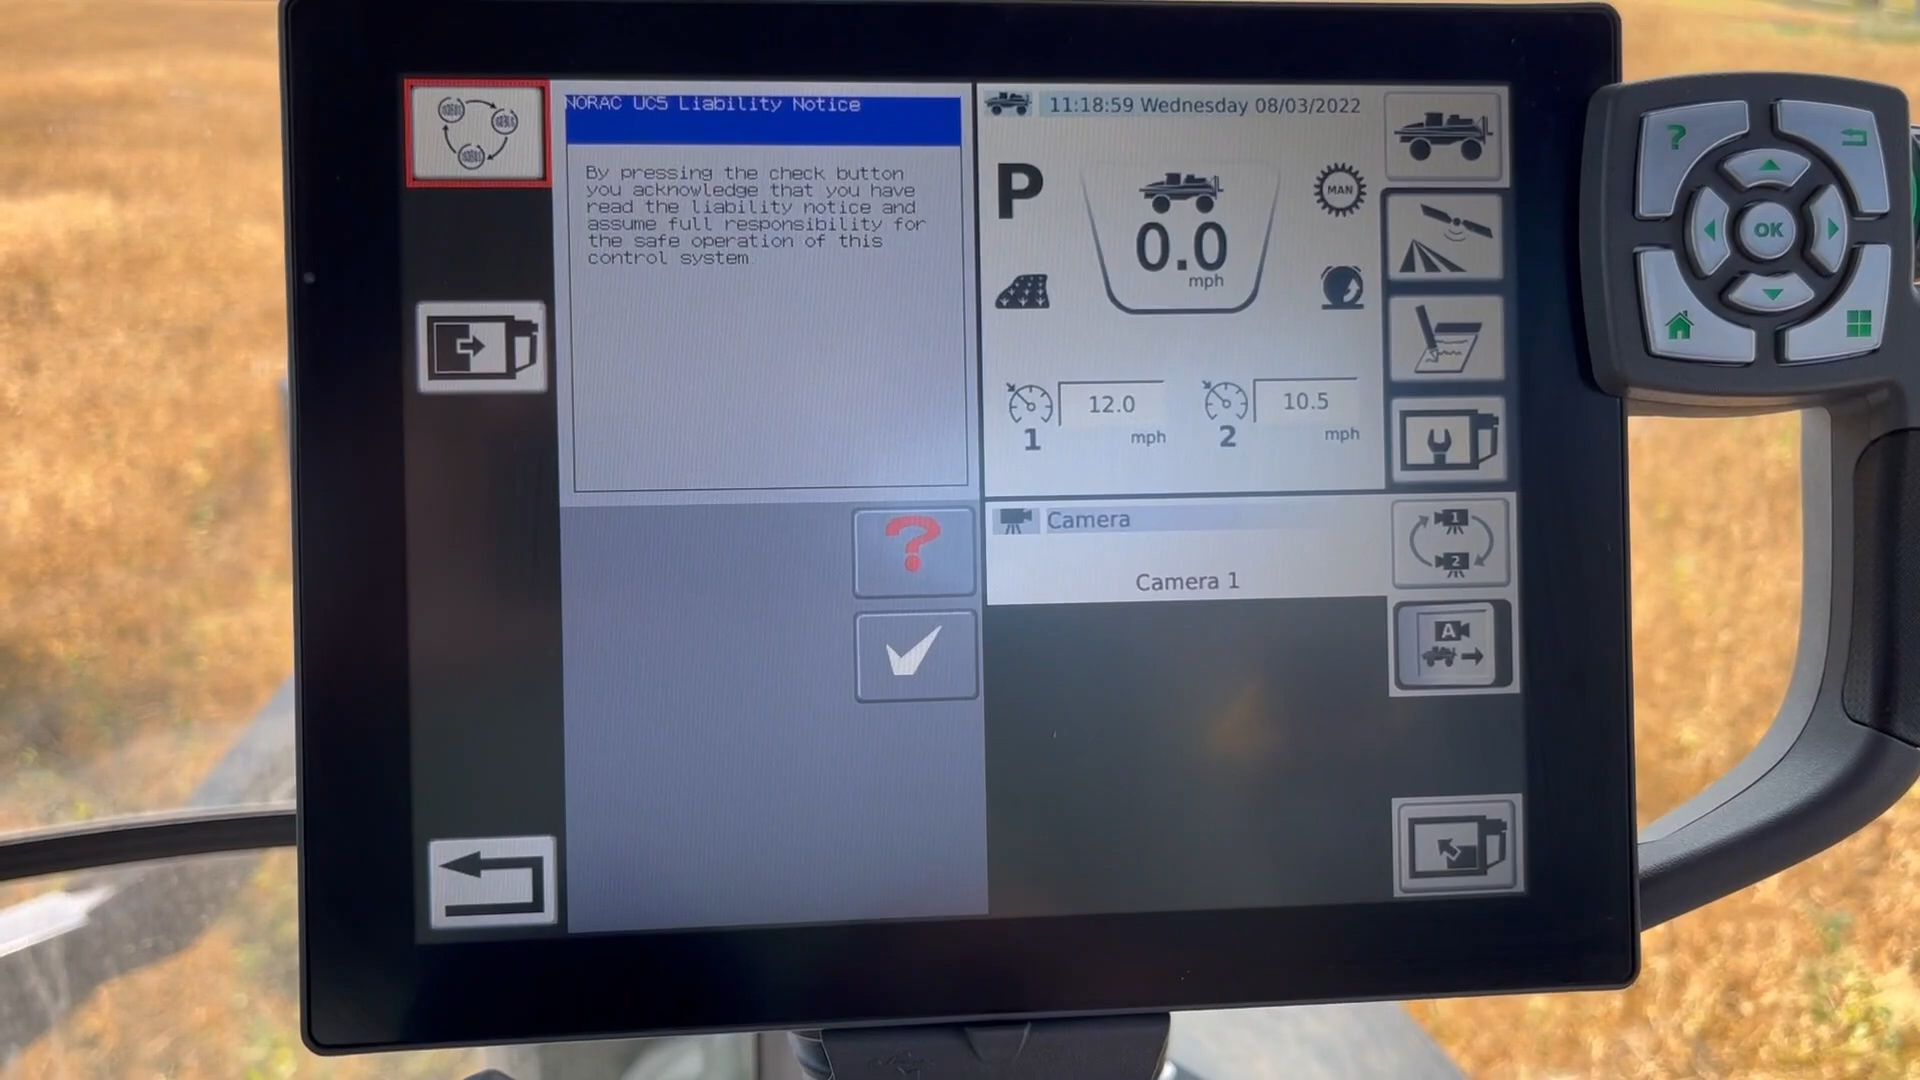 NORAC UC5 Liability Notice
By pressing the check button
you acknowledge that you have
read the liability notice and
assume full responsibility for
the safe operation of this
control system
11:18:59 Wednesday 08/03/2022
P
MAN
0.0
mph
12.0
1
mph
10.5
2
mph
Camera
Camera 1
1
2
A
?
?
OK